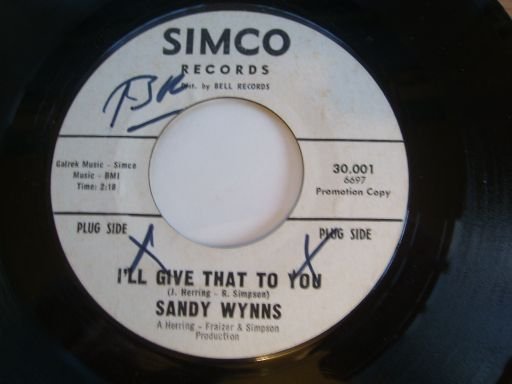 SIMCO
RECORDS
Dist. by BELL RECORDS
Galrek Music - Simco
Music - BMI
Time: 2:18
30.001
6697
Promotion Copy
PLUG SIDE
PLUG SIDE
I'LL GIVE THAT TO YOU
(J. Herring - R. Simpson)
SANDY WYNNS
A Herring - Fraizer & Simpson
Production